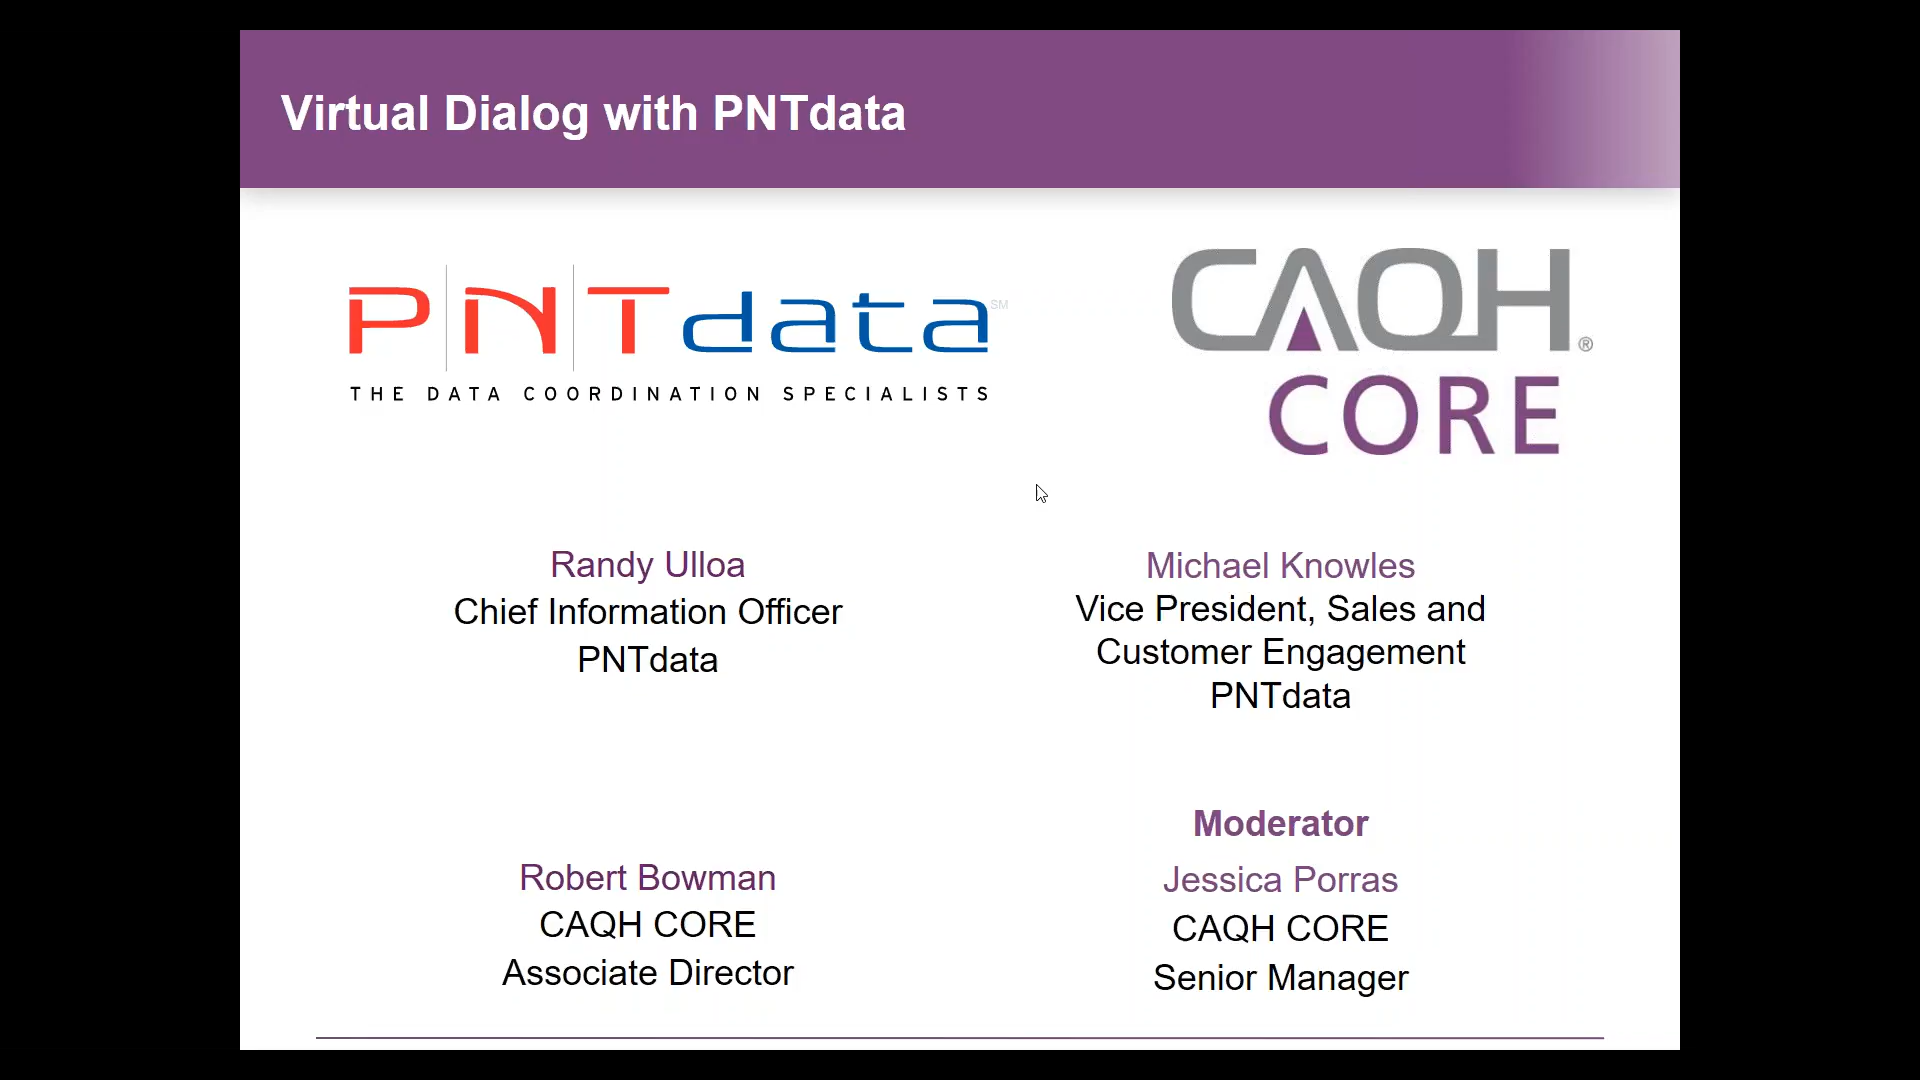 Virtual Dialog with PNTdata
PNTdata SM
THE DATA COORDINATION SPECIALISTS
CAQH®
CORE
Randy Ulloa
Chief Information Officer
PNTdata
Michael Knowles
Vice President, Sales and
Customer Engagement
PNTdata
Robert Bowman
CAQH CORE
Associate Director
Moderator
Jessica Porras
CAQH CORE
Senior Manager